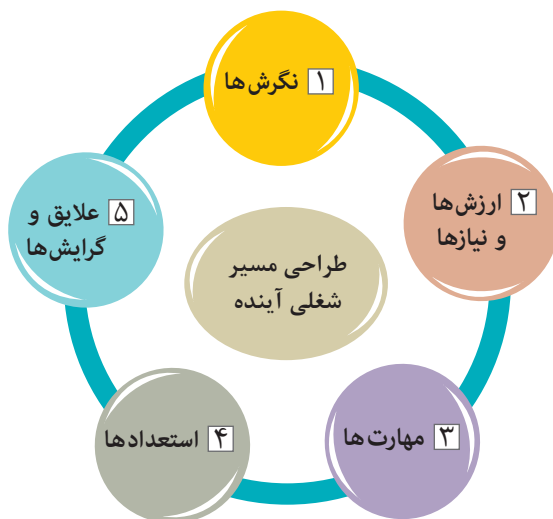 ۱ نگرش‌ها
۲ ارزش‌ها
و نیازها
۳ مهارت‌ها
۴ استعدادها
۵ علایق و
گرایش‌ها
طراحی مسیر
شغلی آینده